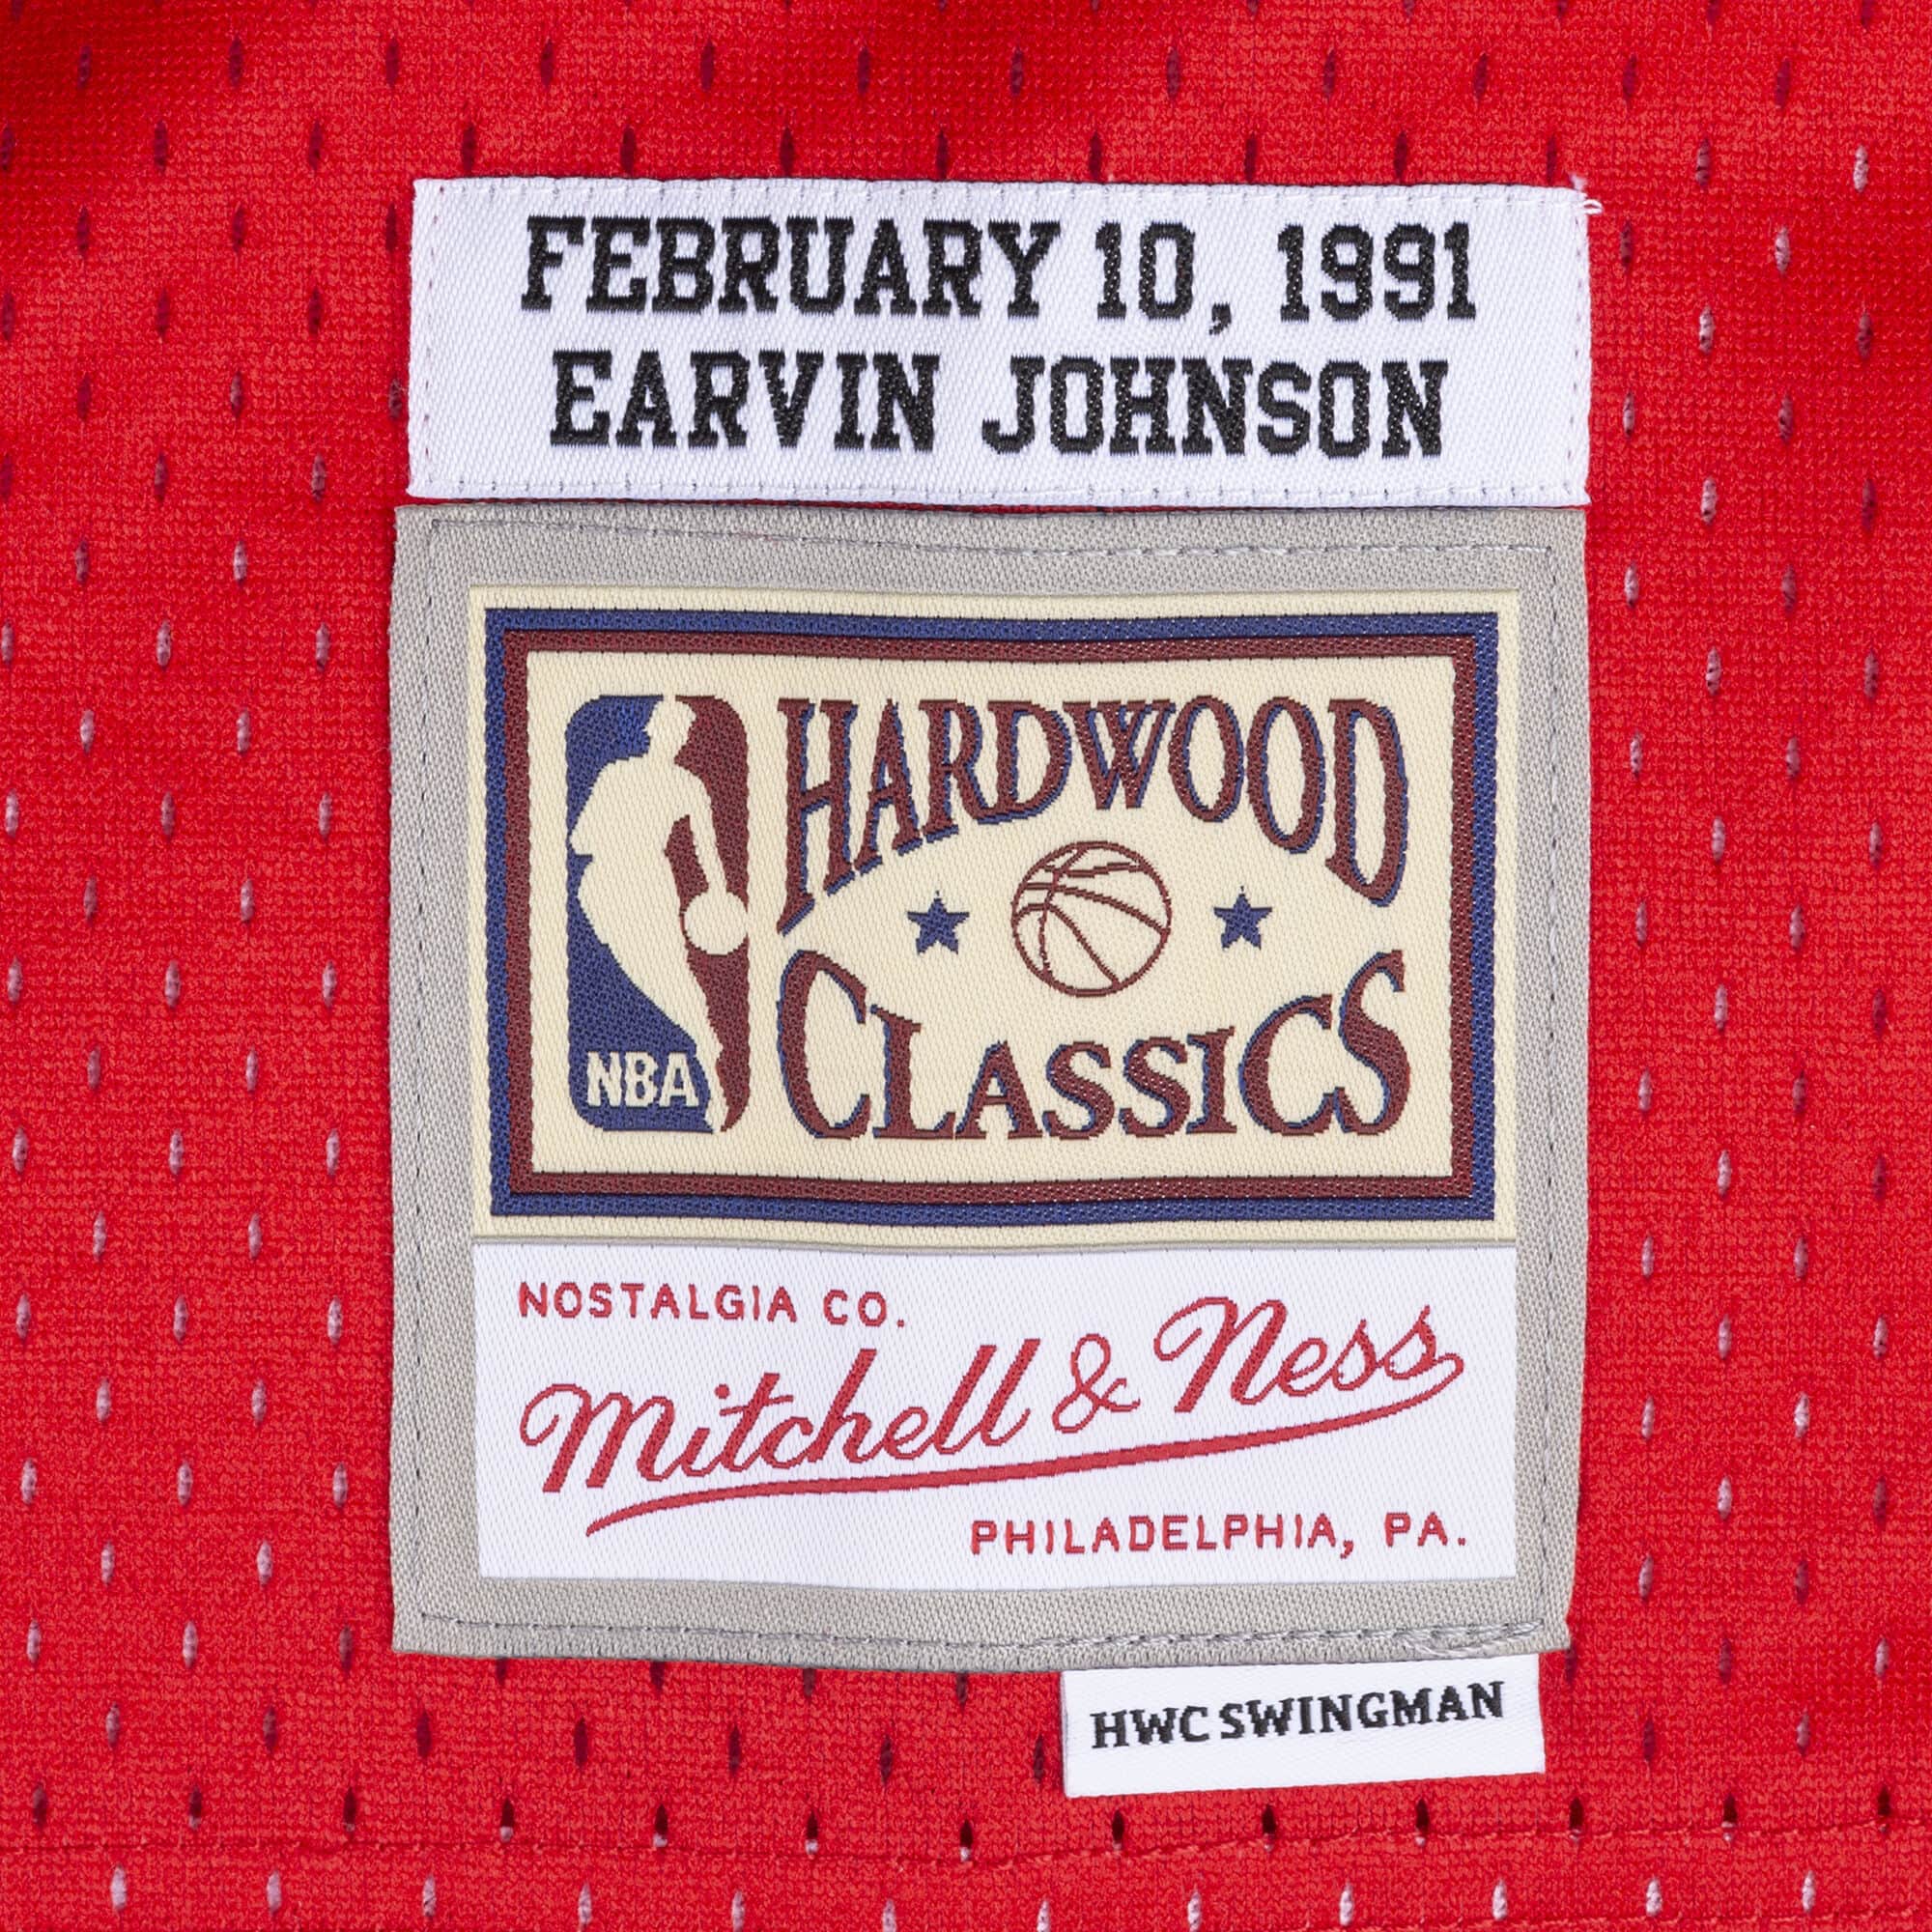 FEBRUARY 10, 1991
EARVIN JOHNSON
HARDWOOD
CLASSICS
NBA
NOSTALGIA CO.
Mitchell & Ness
PHILADELPHIA, PA.
HWC SWINGMAN